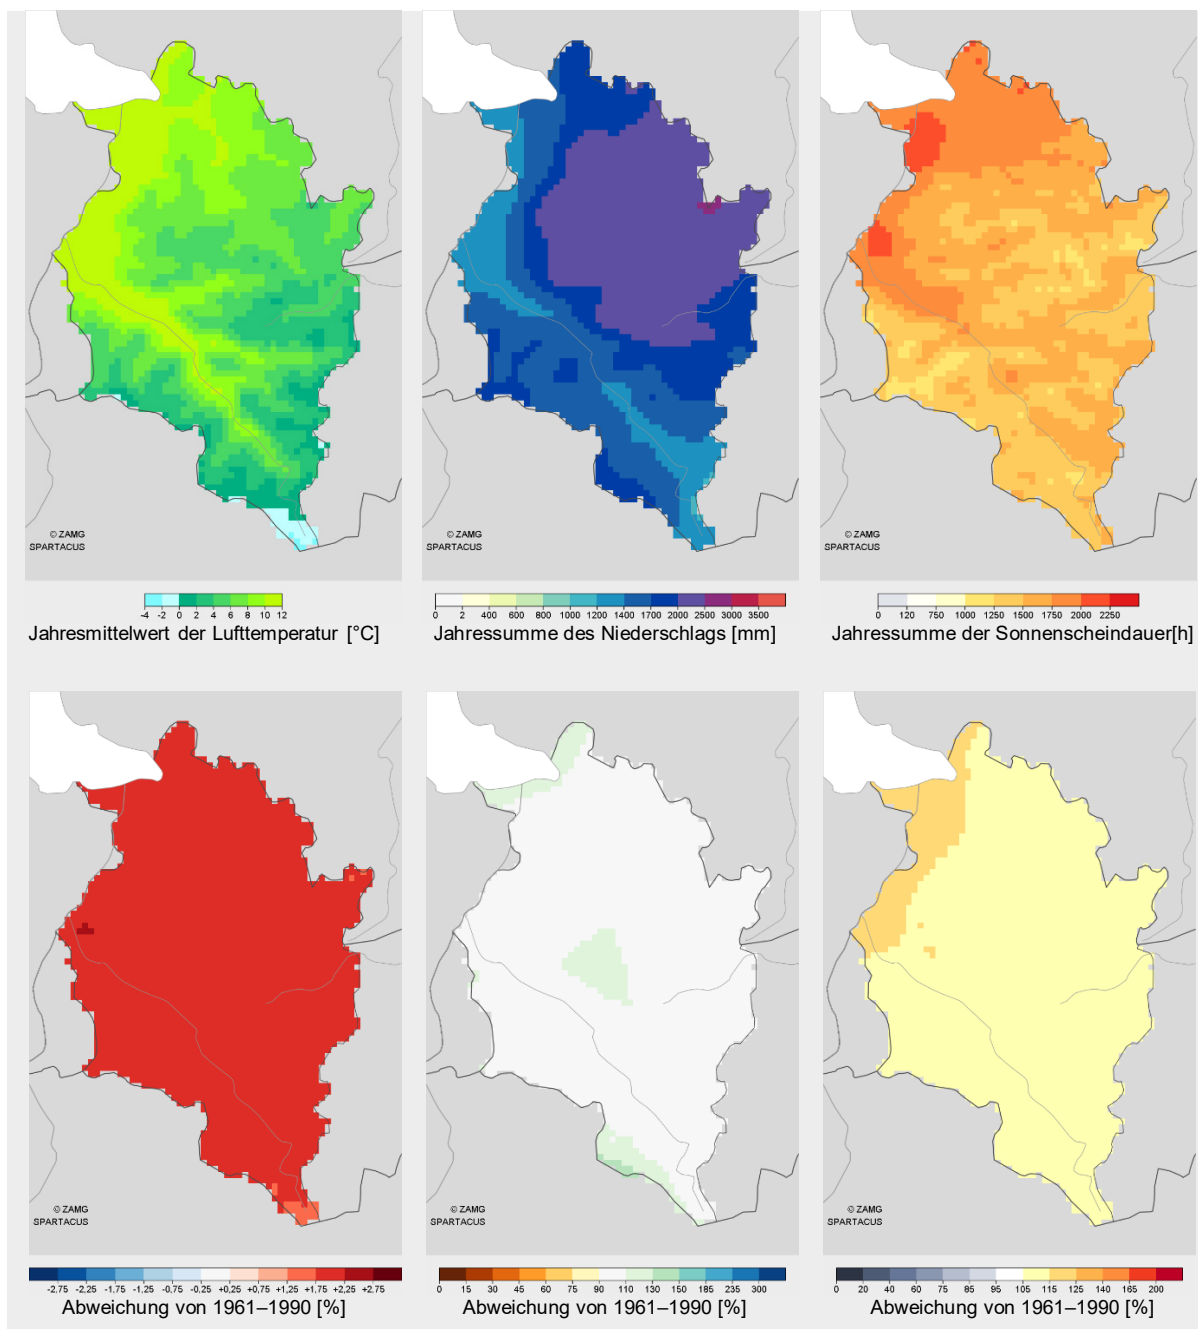 © ZAMG
SPARTACUS
© ZAMG
SPARTACUS
© ZAMG
SPARTACUS
-4 -2 0 2 4 6 8 10 12
0 2 200 400 600 800 1000 1200 1400 1700 2000 2500 3000 3500
0 120 750 1000 1250 1500 1750 2000 2250
Jahresmittelwert der Lufttemperatur [°C]
Jahressumme des Niederschlags [mm]
Jahressumme der Sonnenscheindauer[h]
© ZAMG
SPARTACUS
© ZAMG
SPARTACUS
© ZAMG
SPARTACUS
-2.75 -2.25 -1.75 -1.25 -0.75 -0.25 +0.25 +0.75 +1.25 +1.75 +2.25 +2.75
0 15 30 45 60 75 90 110 130 150 185 235 300
0 20 40 60 75 85 95 105 115 125 140 165 200
Abweichung von 1961–1990 [%]
Abweichung von 1961–1990 [%]
Abweichung von 1961–1990 [%]